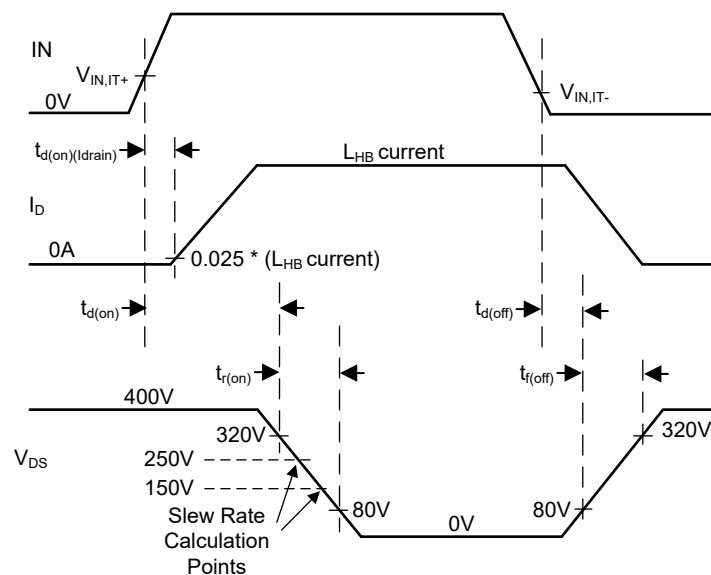 IN
V_IN,IT+
0V
V_IN,IT-
t_d(on)(Idrain)
L_HB current
I_D
0A
0.025 * (L_HB current)
t_d(on)
t_d(off)
t_r(on)
t_f(off)
400V
320V
320V
V_DS
250V
150V
80V
0V
80V
Slew Rate
Calculation
Points